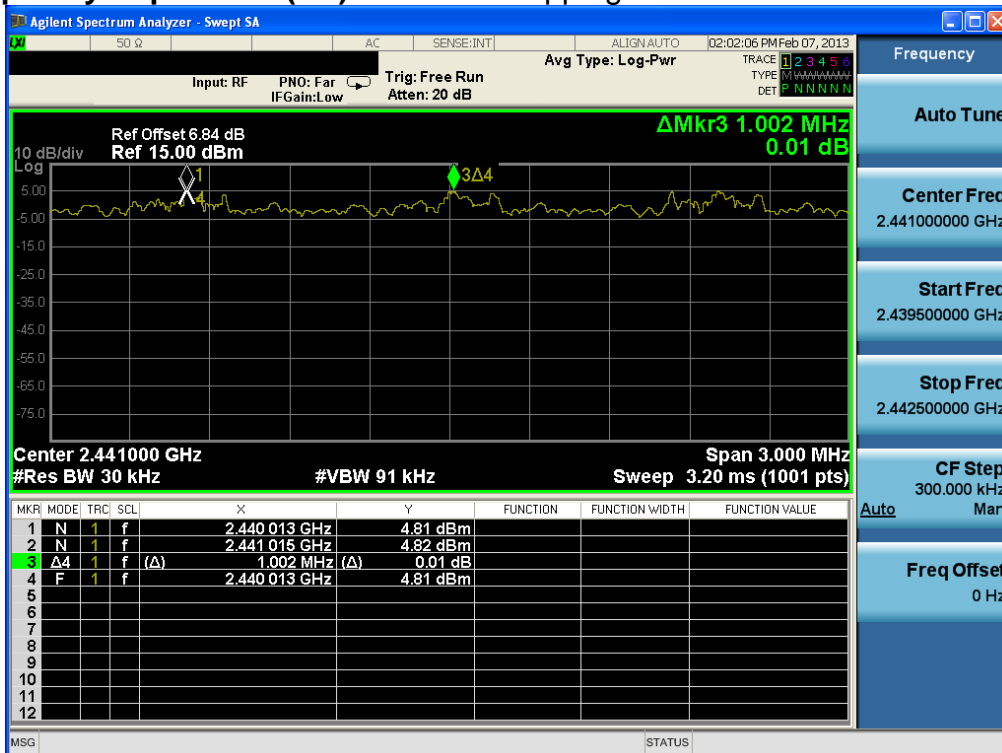 Agilent Spectrum Analyzer - Swept SA
LXI 50 Ω AC SENSE:INT ALIGN AUTO 02:02:06 PM Feb 07, 2013
Input: RF PNO: Far Trig: Free Run Avg Type: Log-Pwr TRACE 1 2 3 4 5 6
IFGain:Low Atten: 20 dB TYPE M WWWWW
DET P N N N N N
Ref Offset 6.84 dB ΔMkr3 1.002 MHz
10 dB/div Ref 15.00 dBm 0.01 dB
Log
1 3Δ4
4
5.00
-5.00
-15.0
-25.0
-35.0
-45.0
-55.0
-65.0
-75.0
Center 2.441000 GHz Span 3.000 MHz
#Res BW 30 kHz #VBW 91 kHz Sweep 3.20 ms (1001 pts)
MKR MODE TRC SCL X Y FUNCTION FUNCTION WIDTH FUNCTION VALUE
1 N 1 f 2.440 013 GHz 4.81 dBm
2 N 1 f 2.441 015 GHz 4.82 dBm
3 Δ4 1 f (Δ) 1.002 MHz (Δ) 0.01 dB
4 F 1 f 2.440 013 GHz 4.81 dBm
5
6
7
8
9
10
11
12
MSG STATUS
Frequency
Auto Tune
Center Freq
2.441000000 GHz
Start Freq
2.439500000 GHz
Stop Freq
2.442500000 GHz
CF Step
300.000 kHz
Auto Man
Freq Offset
0 Hz